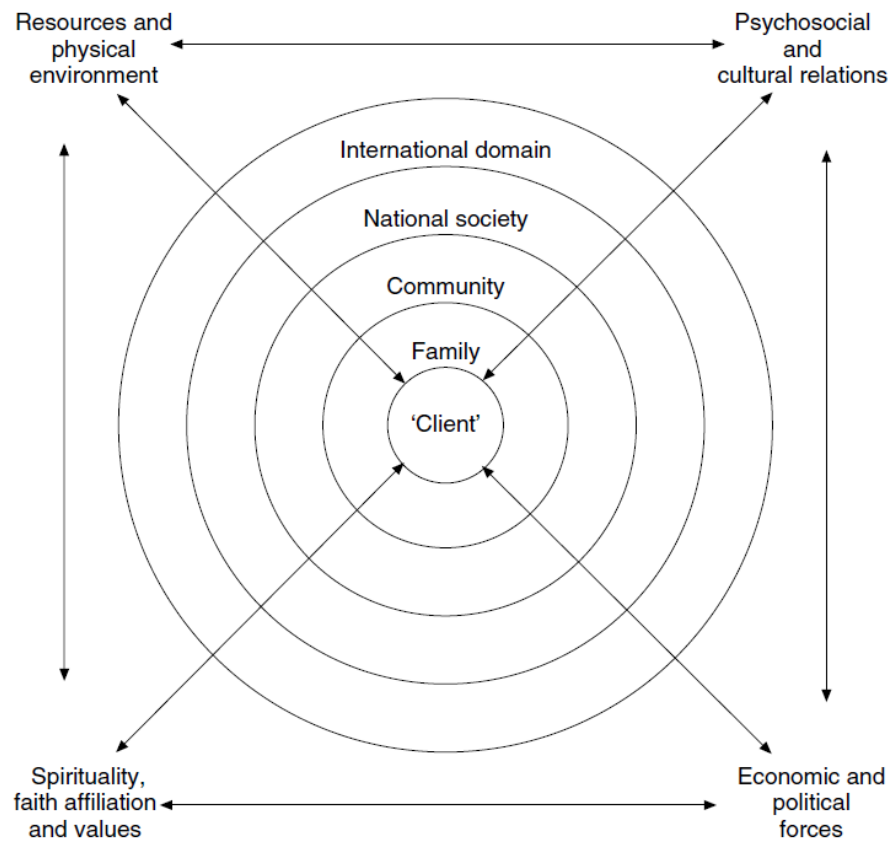 Resources and
physical
environment
Psychosocial
and
cultural relations
International domain
National society
Community
Family
‘Client’
Spirituality,
faith affiliation
and values
Economic and
political
forces